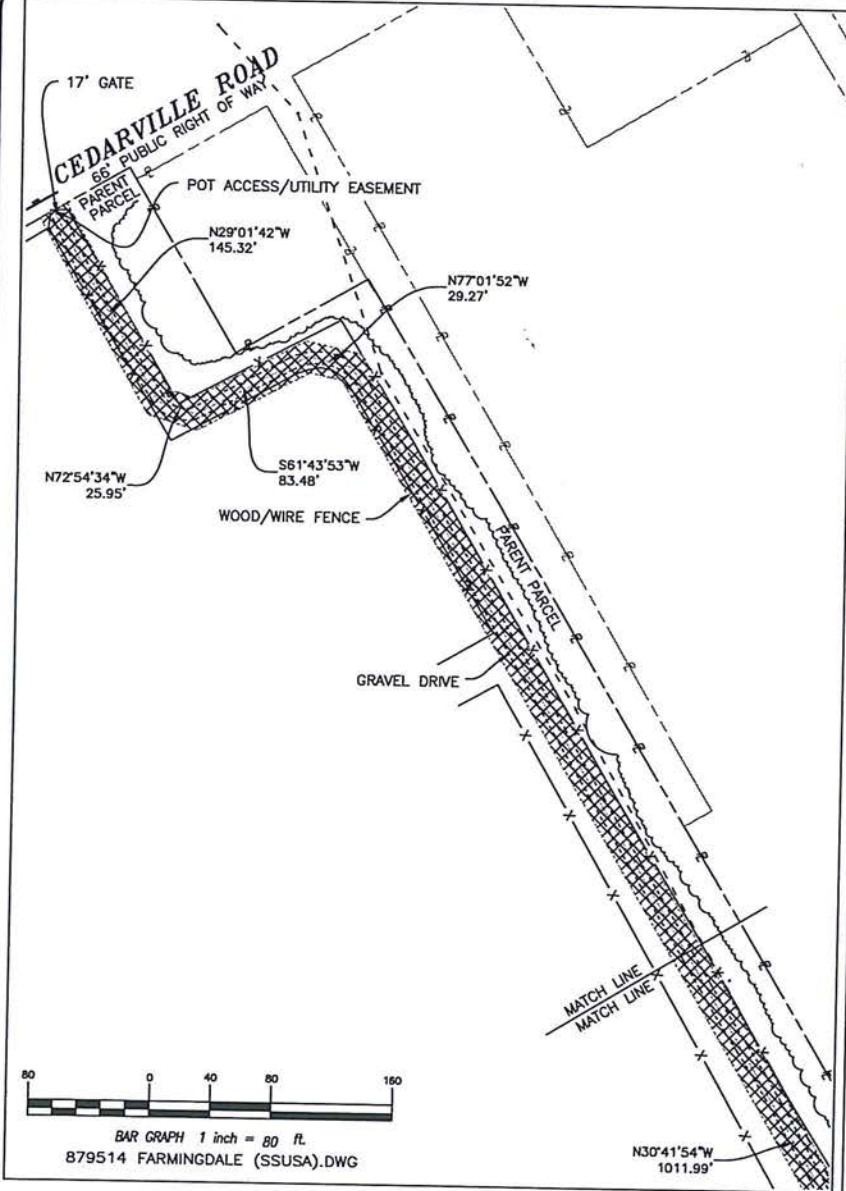 17' GATE
CEDARVILLE ROAD
66' PUBLIC RIGHT OF WAY
PARENT
PARCEL
POT ACCESS/UTILITY EASEMENT
N29°01'42"W
145.32'
N77°01'52"W
29.27'
N72°54'34"W
25.95'
S61°43'53"W
83.48'
WOOD/WIRE FENCE
PARENT PARCEL
GRAVEL DRIVE
MATCH LINE
MATCH LINE
80 0 40 80 160
BAR GRAPH 1 inch = 80 ft.
879514 FARMINGDALE (SSUSA).DWG
N30°41'54"W
1011.99'